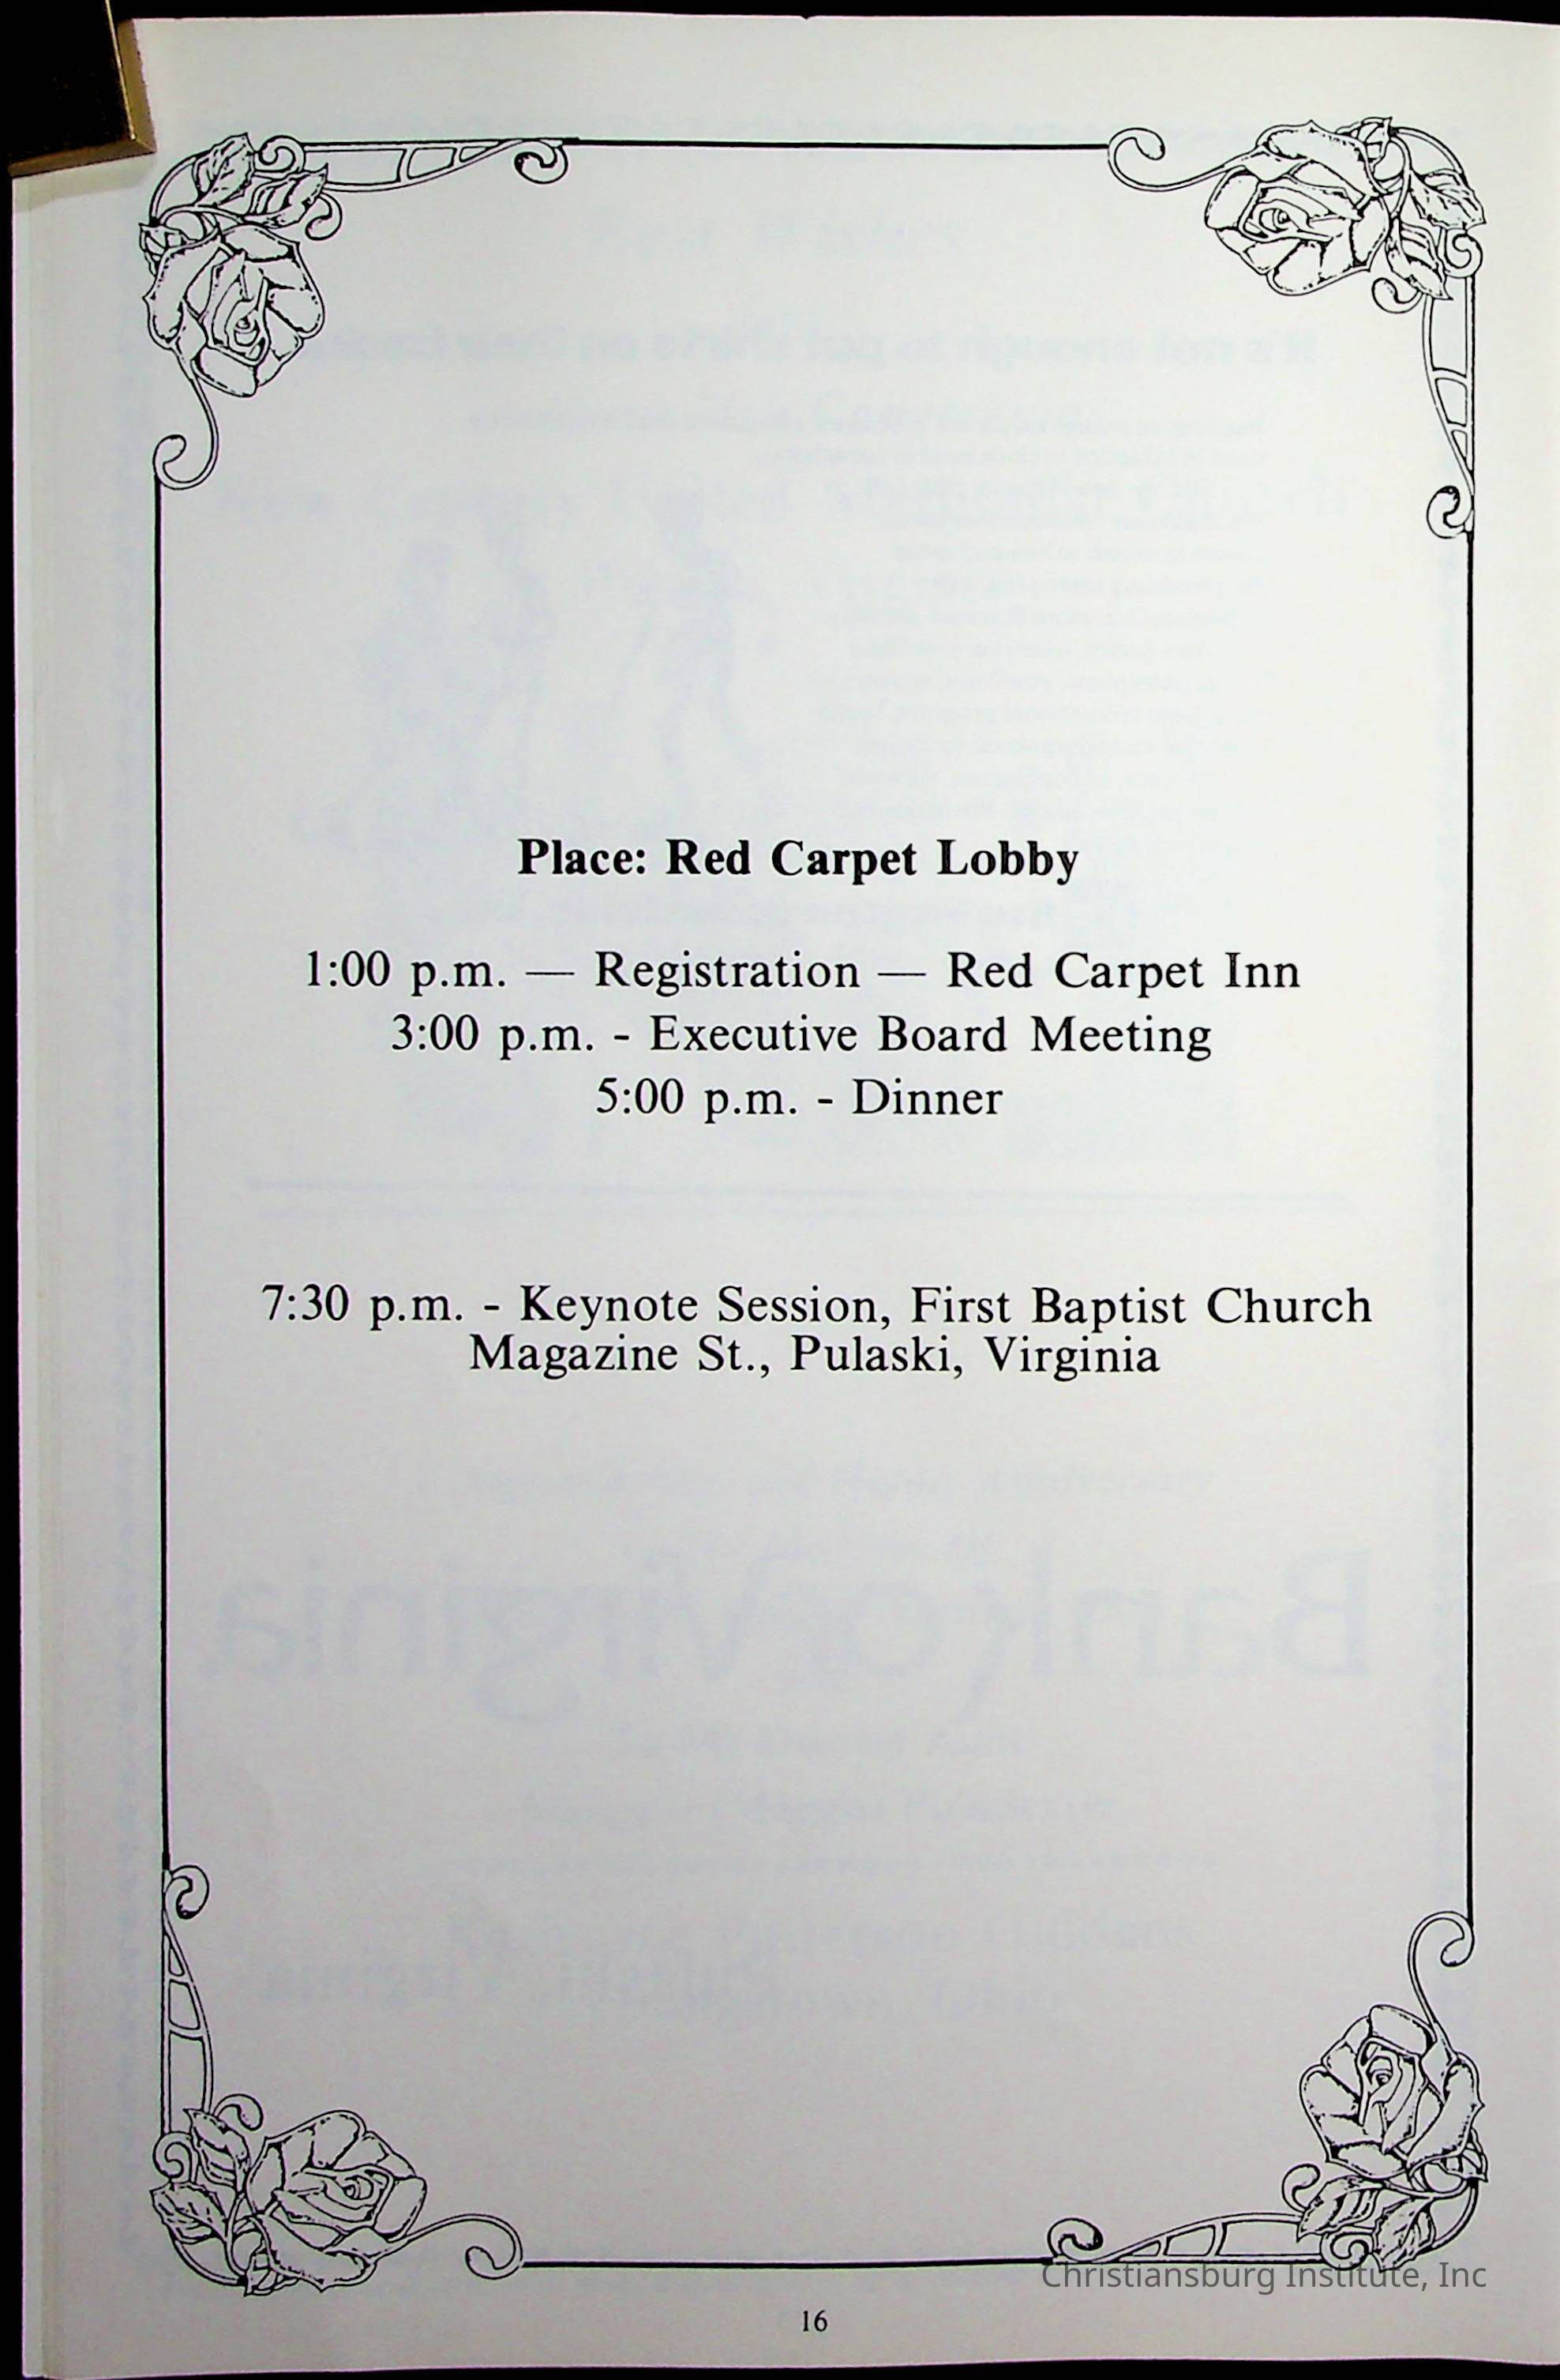 Place: Red Carpet Lobby
1:00 p.m. — Registration — Red Carpet Inn
3:00 p.m. - Executive Board Meeting
5:00 p.m. - Dinner
7:30 p.m. - Keynote Session, First Baptist Church
Magazine St., Pulaski, Virginia
Christiansburg Institute, Inc
16